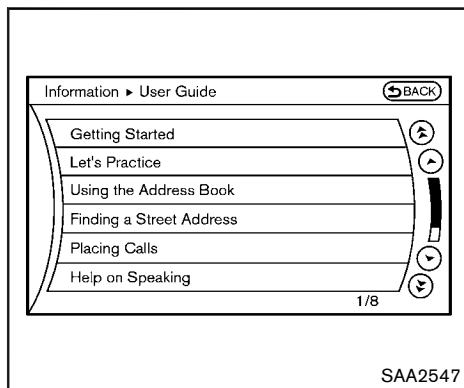 Information ▸ User Guide
BACK
Getting Started
Let's Practice
Using the Address Book
Finding a Street Address
Placing Calls
Help on Speaking
1/8
SAA2547